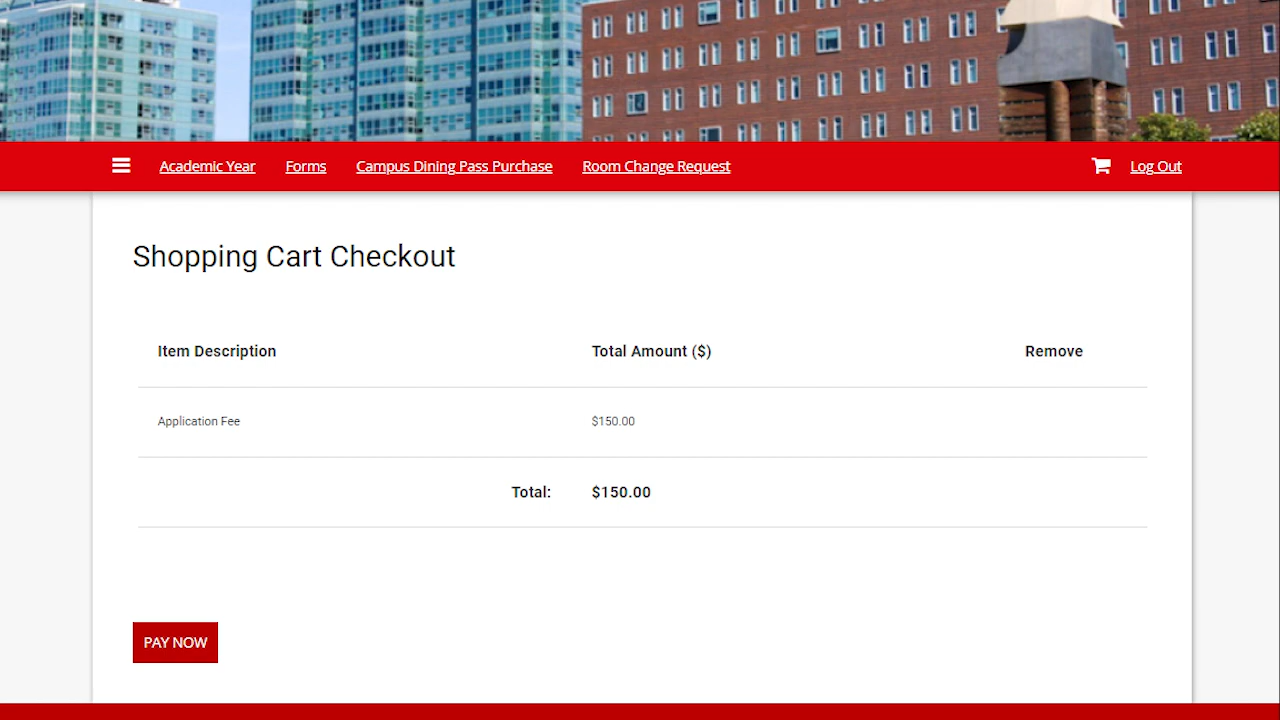 Academic Year Forms Campus Dining Pass Purchase Room Change Request Log Out
Shopping Cart Checkout
Item Description Total Amount ($) Remove
Application Fee $150.00
Total: $150.00
PAY NOW